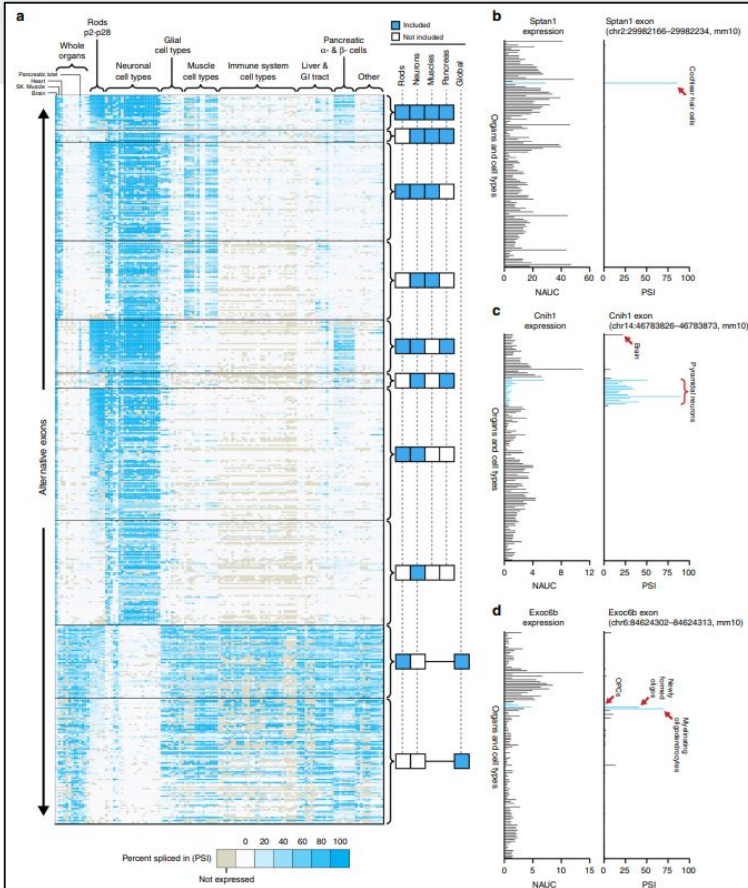 a
Whole organs
Rods p2-p28
Neuronal cell types
Glial cell types
Muscle cell types
Immune system cell types
Liver & GI tract
Pancreatic α- & β- cells
Other
Pancreatic islet
Heart
SK. Muscle
Brain
Included
Not included
Rods
Neurons
Muscles
Pancreas
Global
Alternative exons
Percent spliced in (PSI)
0 20 40 60 80 100
Not expressed
b
Sptan1 expression
Sptan1 exon
(chr2:29982166–29982234, mm10)
Organs and cell types
Cochlear hair cells
0 20 40 60
NAUC
0 25 50 75 100
PSI
c
Cnih1 expression
Cnih1 exon
(chr14:46783826–46783873, mm10)
Organs and cell types
Brain
Pyramidal neurons
0 4 8 12
NAUC
0 25 50 75 100
PSI
d
Exoc6b expression
Exoc6b exon
(chr6:84624302–84624313, mm10)
Organs and cell types
OPCs
Newly formed oligos
Myelinating oligodendrocytes
0 5 10 15
NAUC
0 25 50 75 100
PSI